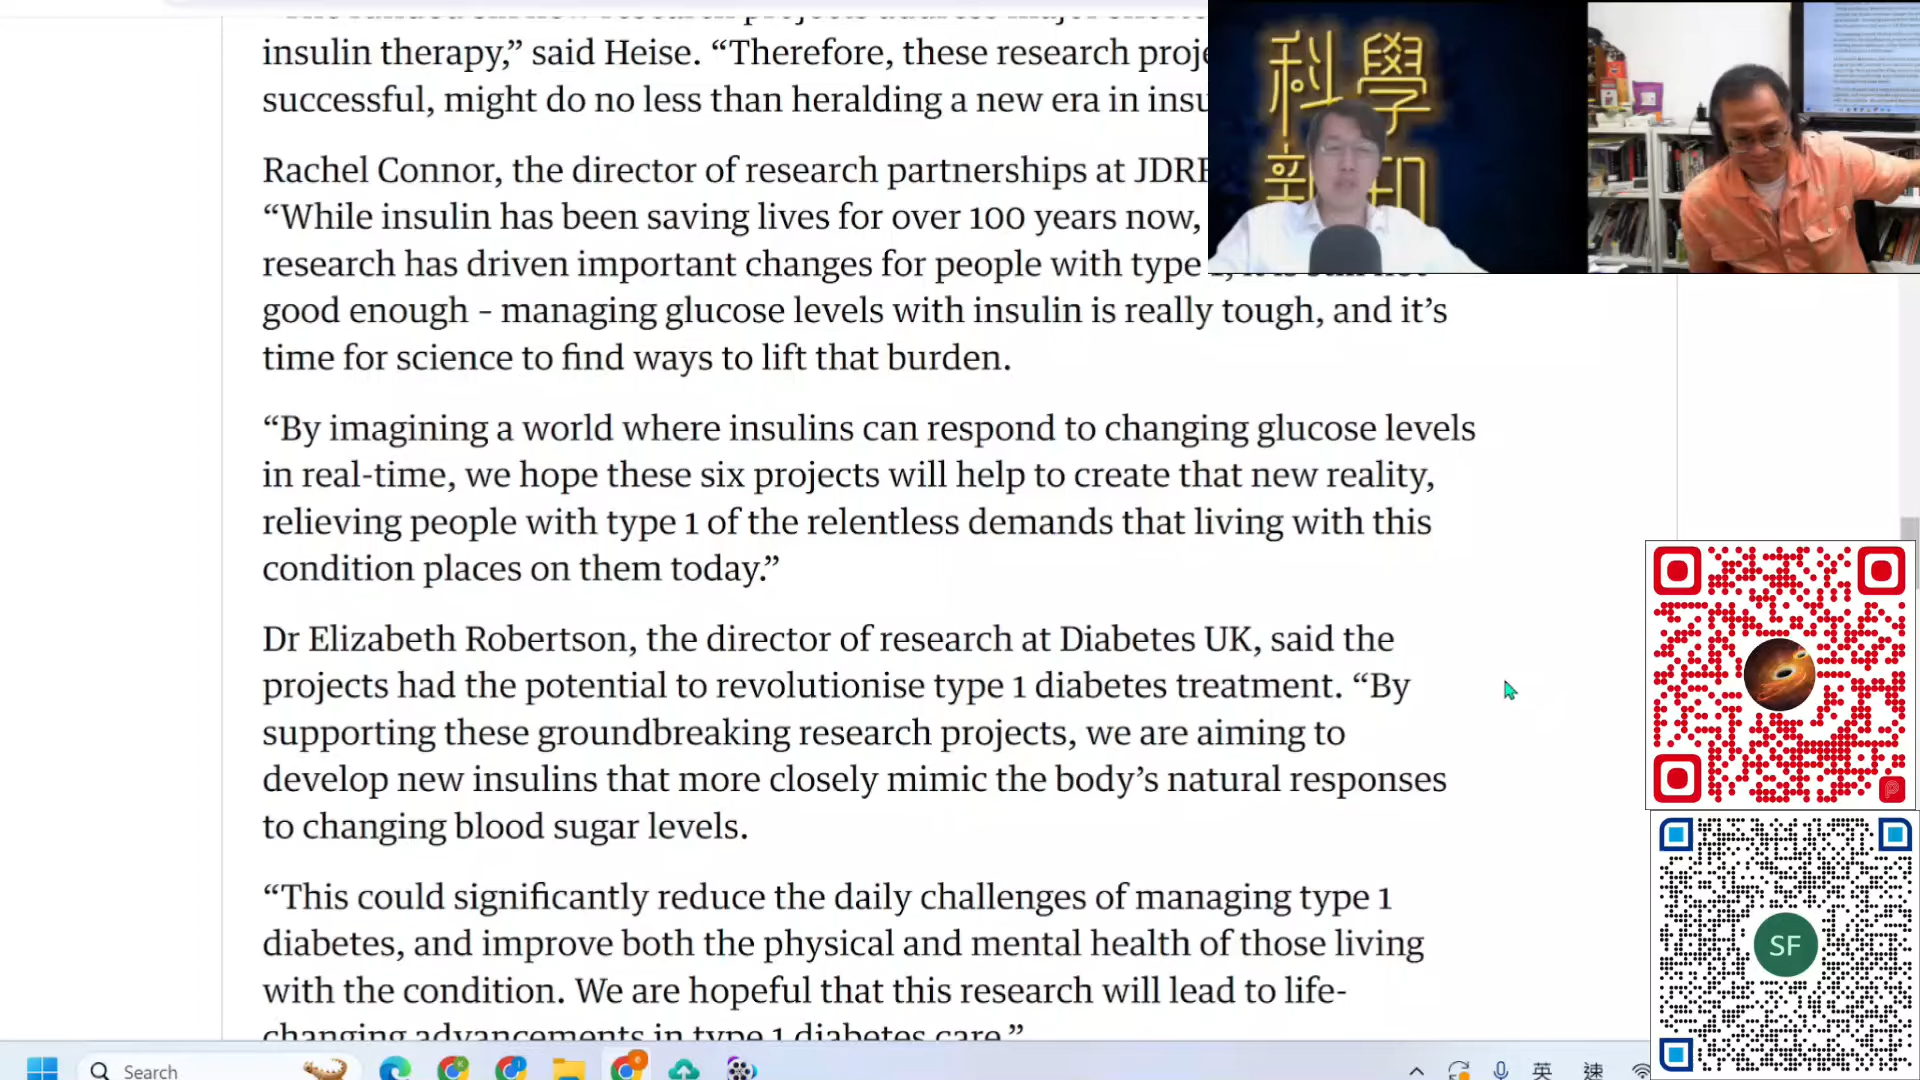 insulin therapy,” said Heise. “Therefore, these research
successful, might do no less than heralding a new era in
Rachel Connor, the director of research partnerships at
“While insulin has been saving lives for over 100 years now,
research has driven important changes for people with type
good enough – managing glucose levels with insulin is really tough, and it’s
time for science to find ways to lift that burden.
“By imagining a world where insulins can respond to changing glucose levels
in real-time, we hope these six projects will help to create that new reality,
relieving people with type 1 of the relentless demands that living with this
condition places on them today.”
Dr Elizabeth Robertson, the director of research at Diabetes UK, said the
projects had the potential to revolutionise type 1 diabetes treatment. “By
supporting these groundbreaking research projects, we are aiming to
develop new insulins that more closely mimic the body’s natural responses
to changing blood sugar levels.
“This could significantly reduce the daily challenges of managing type 1
diabetes, and improve both the physical and mental health of those living
with the condition. We are hopeful that this research will lead to life-
changing advancements in type 1 diabetes care.”
科學
新知
SF
Search
英
速